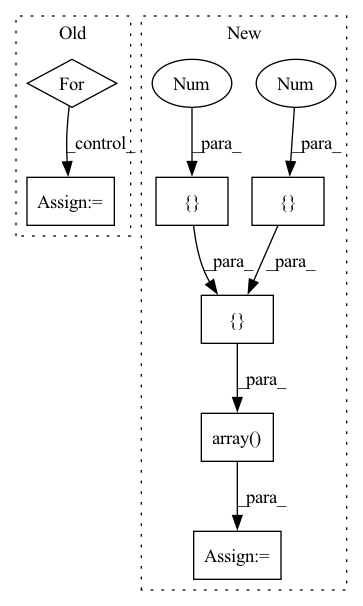 Old
New
For
Num
Num
_control_
_para_
_para_
Assign:=
{}
{}
_para_
_para_
{}
_para_
array()
_para_
Assign:=